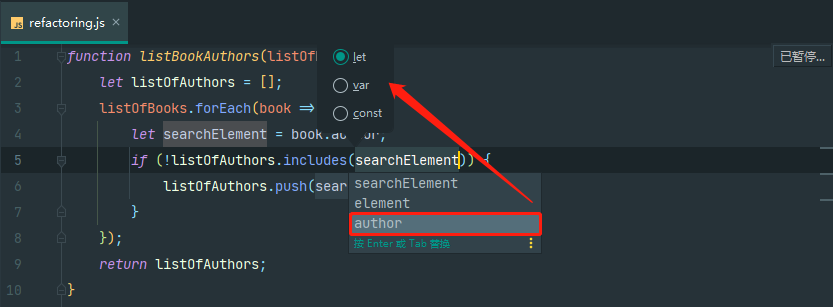 JS refactoring.js ×
1 function listBookAuthors(listOf
let
已暂停...
2 let listOfAuthors = [];
var
3 listOfBooks.forEach(book =>
const
4 let searchElement = book.author;
5 if (!listOfAuthors.includes(searchElement)) {
6 listOfAuthors.push(sear
searchElement
element
7 }
author
8 });
按 Enter 或 Tab 替换
9 return listOfAuthors;
10 }